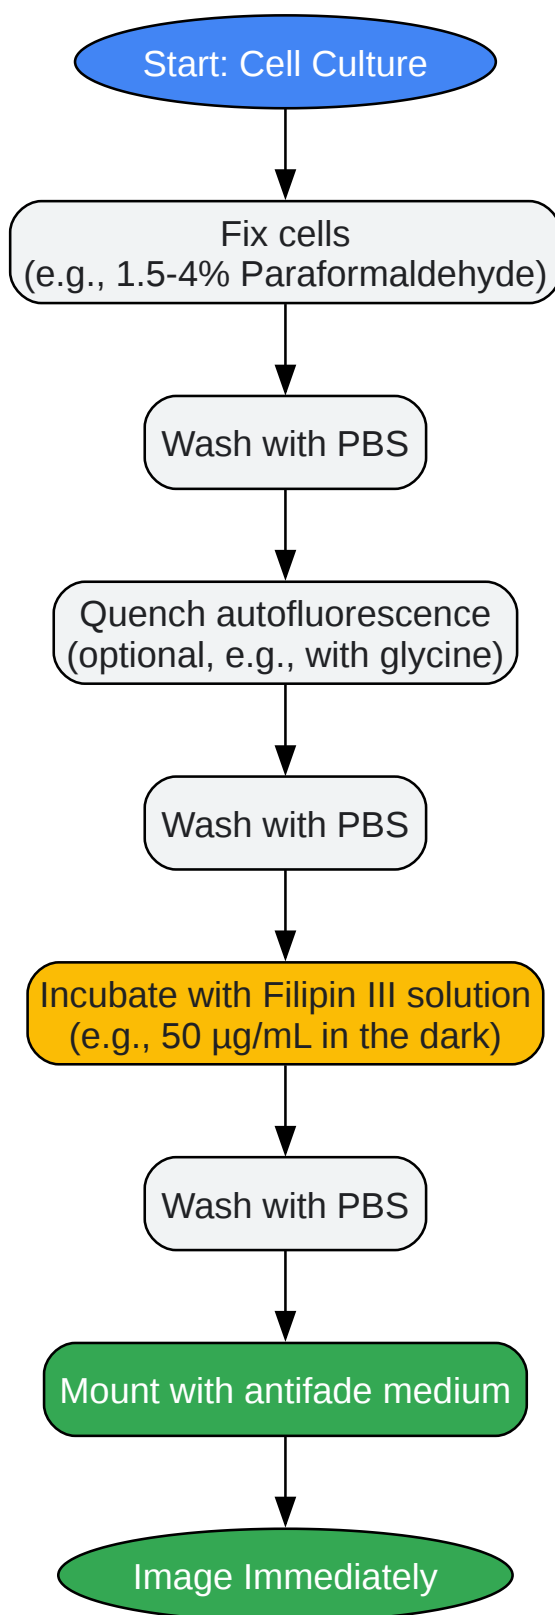 Start: Cell Culture
Fix cells
(e.g., 1.5-4% Paraformaldehyde)
Wash with PBS
Quench autofluorescence
(optional, e.g., with glycine)
Wash with PBS
Incubate with Filipin III solution
(e.g., 50 µg/mL in the dark)
Wash with PBS
Mount with antifade medium
Image Immediately